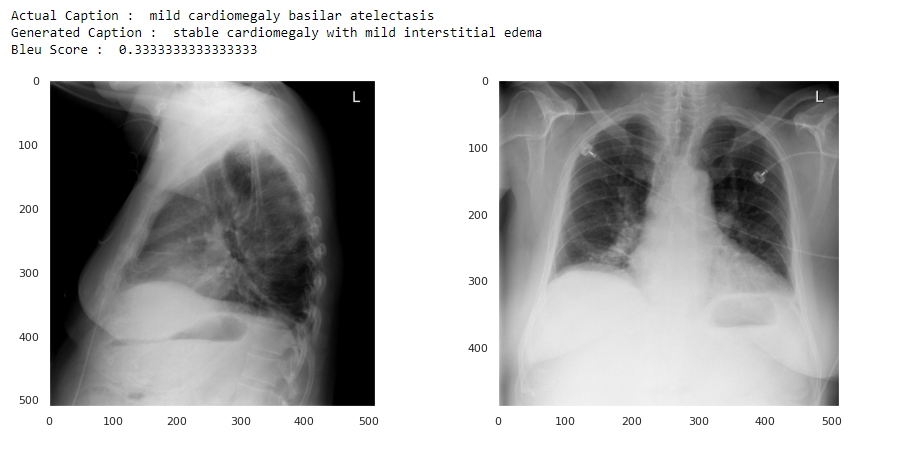 Actual Caption :  mild cardiomegaly basilar atelectasis
Generated Caption :  stable cardiomegaly with mild interstitial edema
Bleu Score :  0.3333333333333333
0
100
200
300
400
500
0 100 200 300 400 500
L
0
100
200
300
400
0 100 200 300 400 500
L